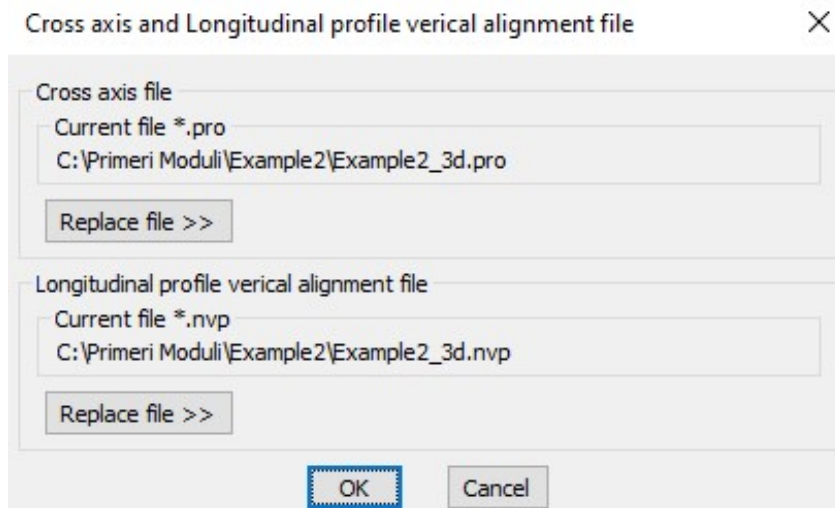 Cross axis and Longitudinal profile verical alignment file
Cross axis file
Current file *.pro
C:\Primeri Moduli\Example2\Example2_3d.pro
Replace file >>
Longitudinal profile verical alignment file
Current file *.nvp
C:\Primeri Moduli\Example2\Example2_3d.nvp
Replace file >>
OK Cancel